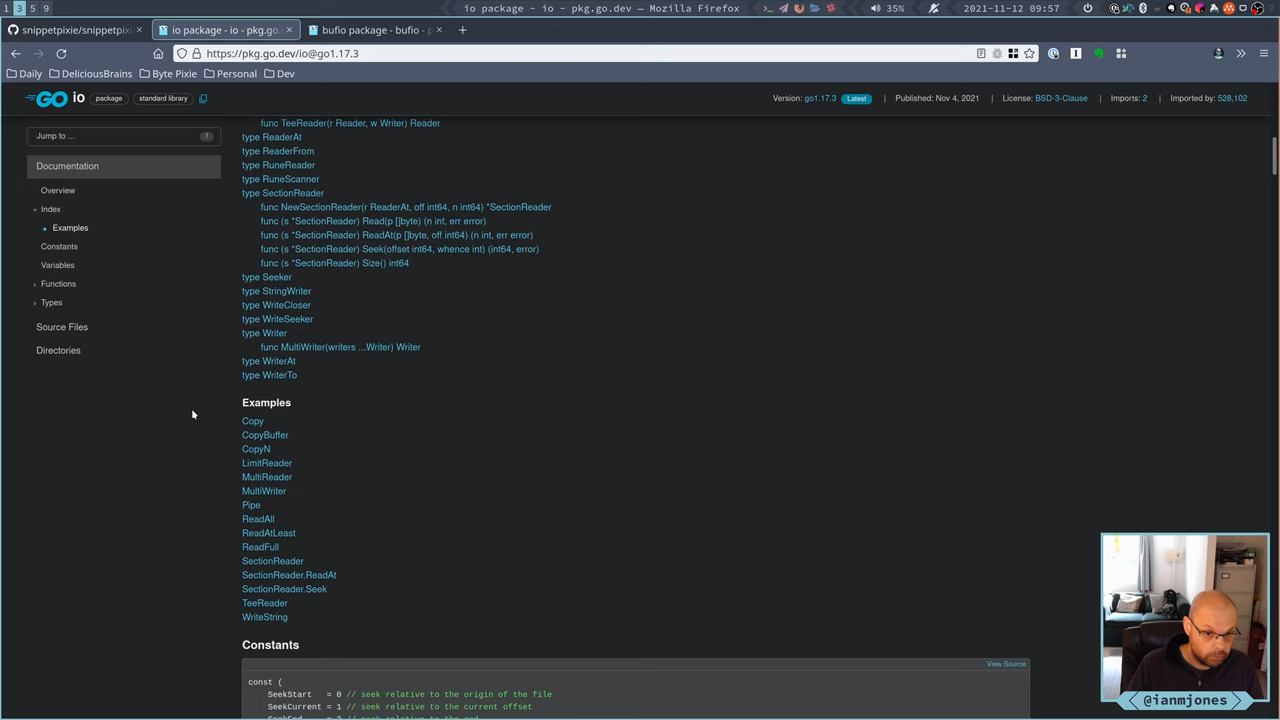 1 3 5 9
io package - io - pkg.go.dev — Mozilla Firefox
35%
2021-11-12 09:57
snippetpixie/snippetpix
io package - io - pkg.go.
bufio package - bufio - p
https://pkg.go.dev/io@go1.17.3
Daily
DeliciousBrains
Byte Pixie
Personal
Dev
GO io package standard library
Version: go1.17.3 Latest | Published: Nov 4, 2021 | License: BSD-3-Clause | Imports: 2 | Imported by: 528,102
Jump to ... f
Documentation
Overview
Index
Examples
Constants
Variables
Functions
Types
Source Files
Directories
func TeeReader(r Reader, w Writer) Reader
type ReaderAt
type ReaderFrom
type RuneReader
type RuneScanner
type SectionReader
func NewSectionReader(r ReaderAt, off int64, n int64) *SectionReader
func (s *SectionReader) Read(p []byte) (n int, err error)
func (s *SectionReader) ReadAt(p []byte, off int64) (n int, err error)
func (s *SectionReader) Seek(offset int64, whence int) (int64, error)
func (s *SectionReader) Size() int64
type Seeker
type StringWriter
type WriteCloser
type WriteSeeker
type Writer
func MultiWriter(writers ...Writer) Writer
type WriterAt
type WriterTo
Examples
Copy
CopyBuffer
CopyN
LimitReader
MultiReader
MultiWriter
Pipe
ReadAll
ReadAtLeast
ReadFull
SectionReader
SectionReader.ReadAt
SectionReader.Seek
TeeReader
WriteString
Constants
View Source
const (
SeekStart = 0 // seek relative to the origin of the file
SeekCurrent = 1 // seek relative to the current offset
SeekEnd = 2 // seek relative to the end
@ianmjones